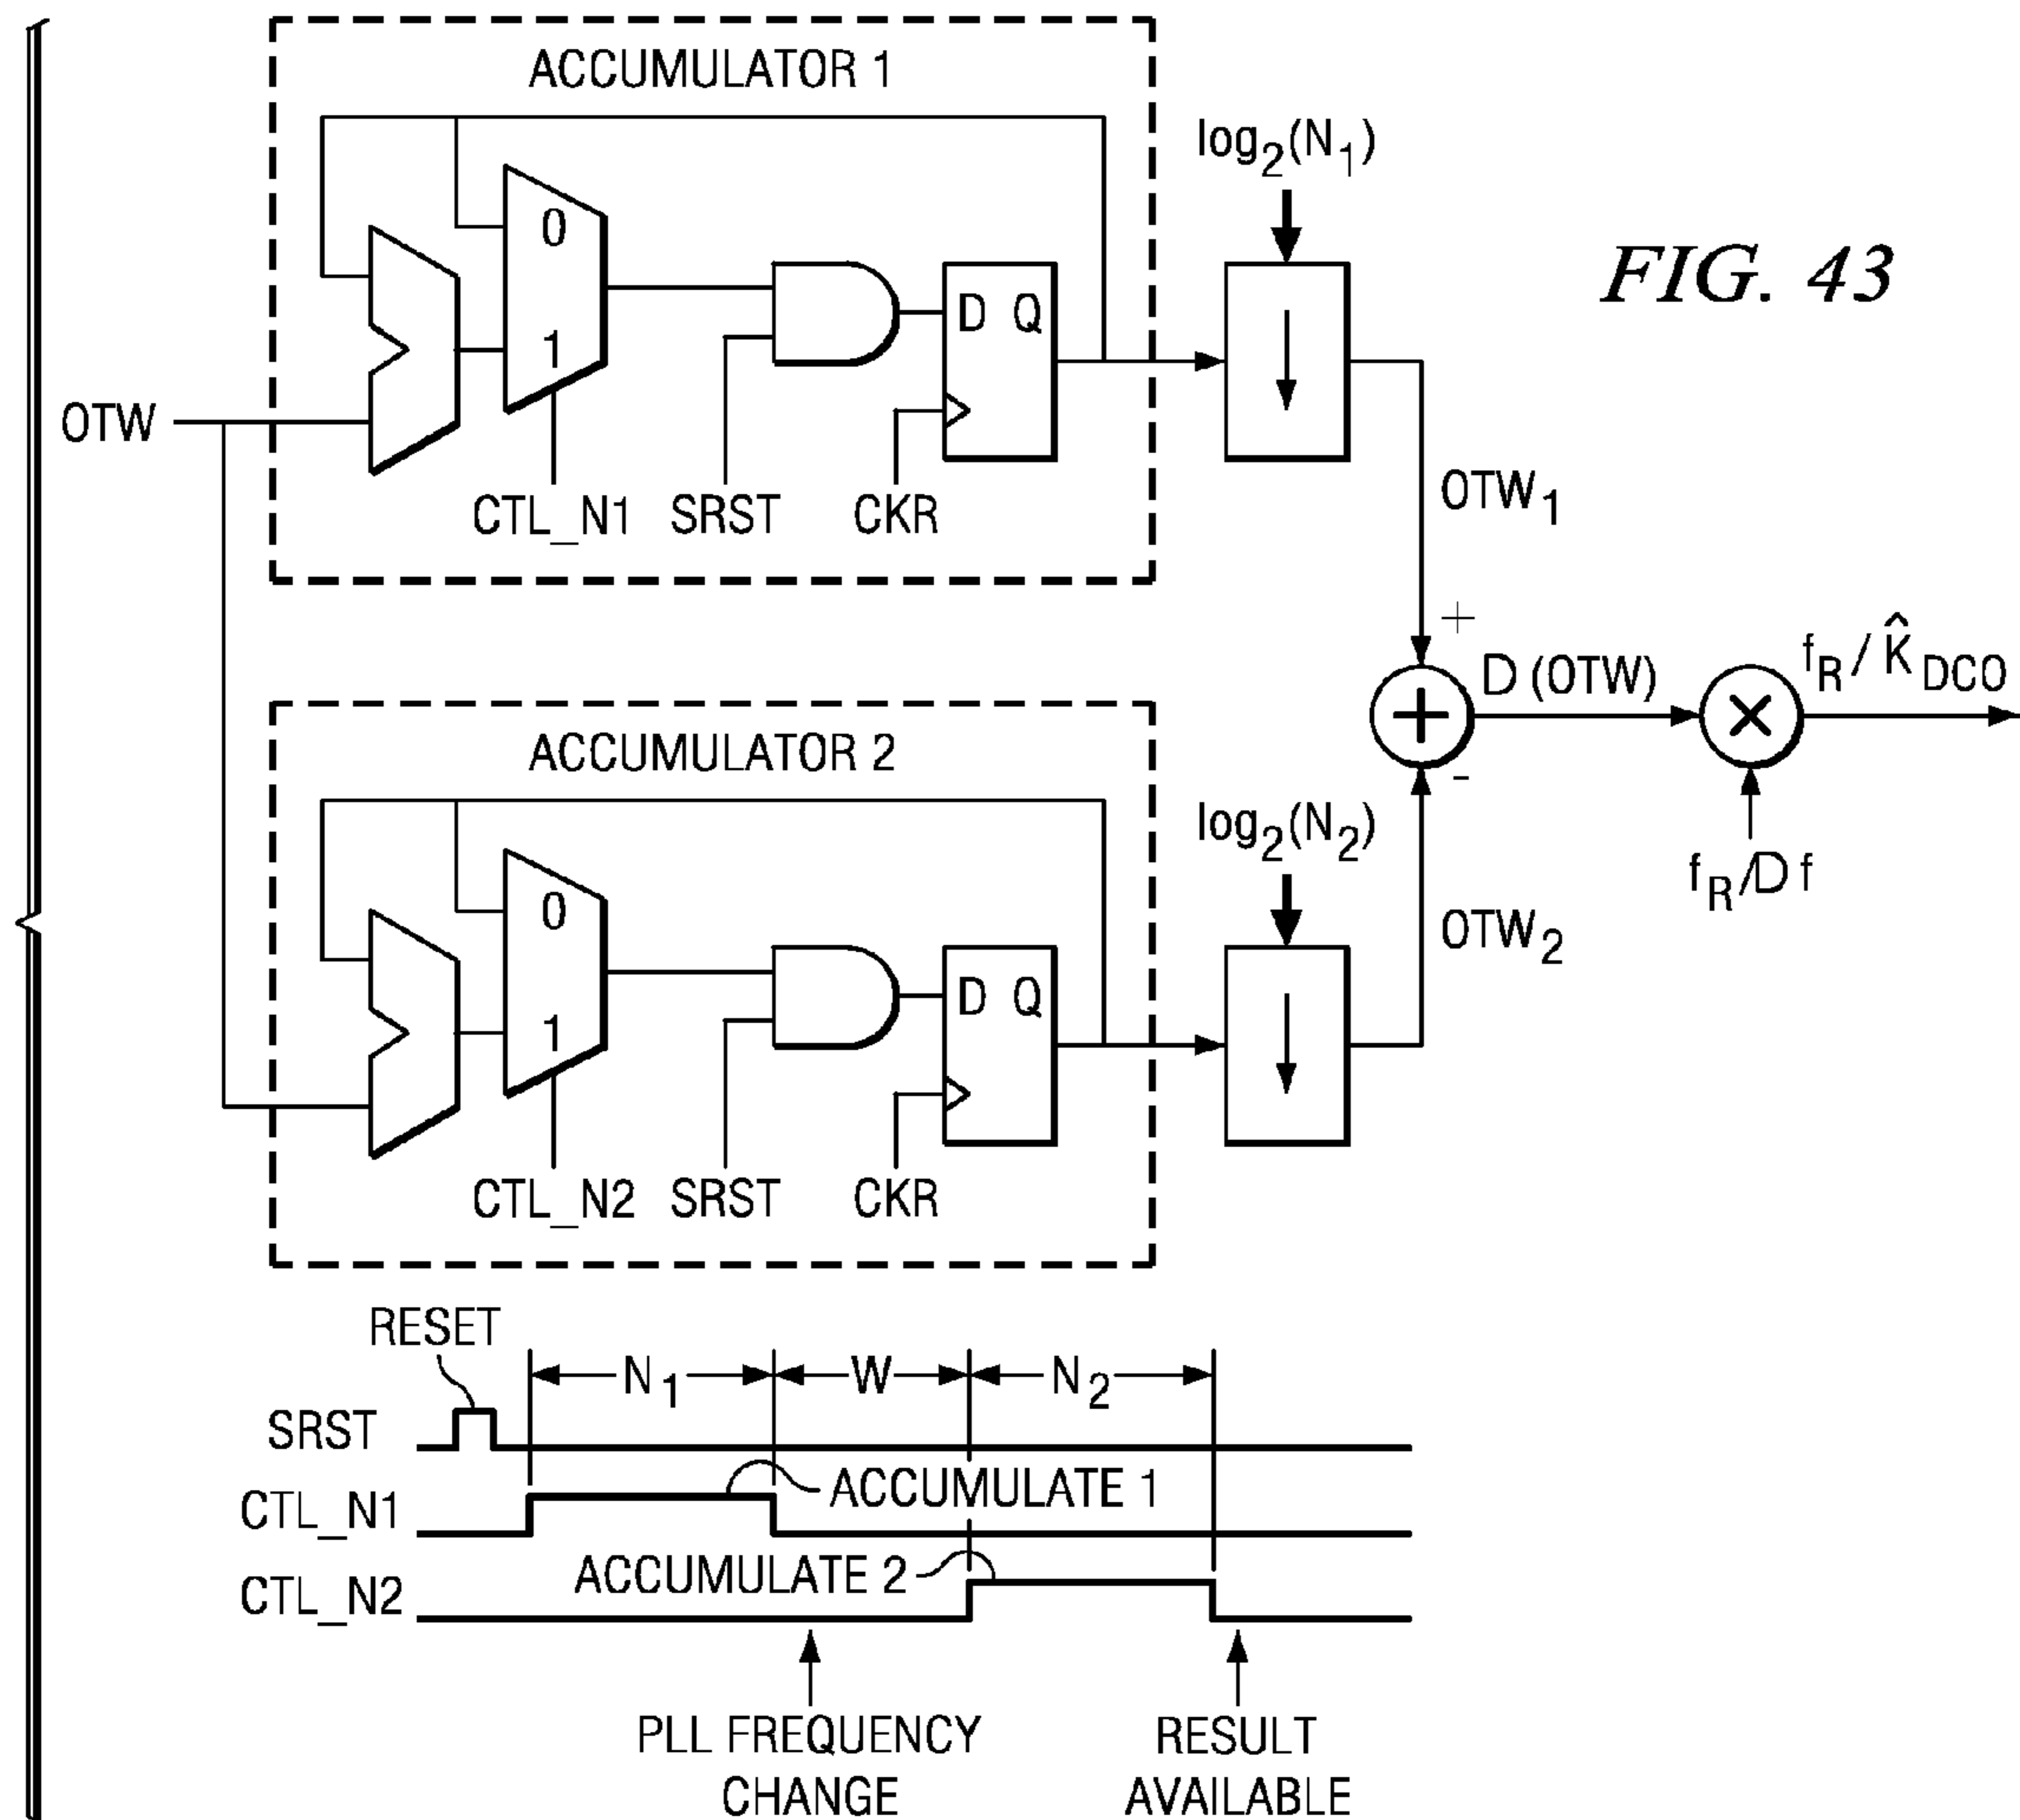 ACCUMULATOR 1
log2(N1)
FIG. 43
0
1
D Q
OTW
CTL_N1 SRST CKR
OTW1
+
D (OTW)
fR / K̂DCO
+
×
-
fR/Df
ACCUMULATOR 2
log2(N2)
0
1
D Q
OTW2
CTL_N2 SRST CKR
RESET
N1 W N2
SRST
ACCUMULATE 1
CTL_N1
ACCUMULATE 2
CTL_N2
PLL FREQUENCY
CHANGE
RESULT
AVAILABLE